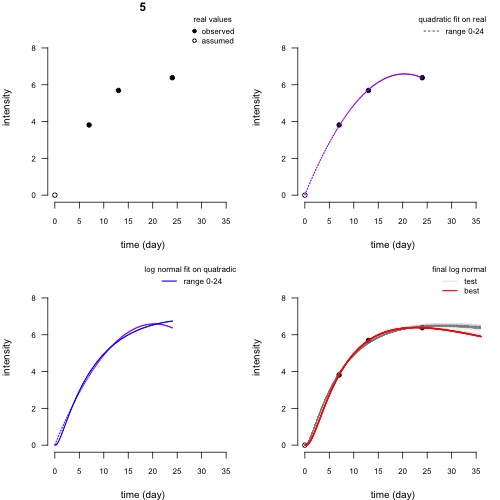 5
real values
observed
assumed
intensity
8
6
4
2
0
0 5 10 15 20 25 30 35
time (day)
quadratic fit on real
range 0-24
intensity
8
6
4
2
0
0 5 10 15 20 25 30 35
time (day)
log normal fit on quatradic
range 0-24
intensity
8
6
4
2
0
0 5 10 15 20 25 30 35
time (day)
final log normal
test
best
intensity
8
6
4
2
0
0 5 10 15 20 25 30 35
time (day)